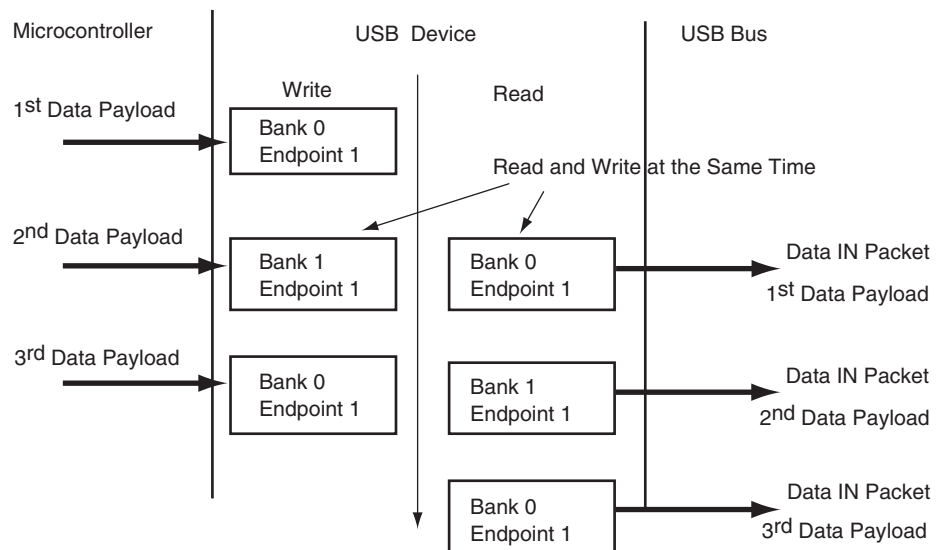 Microcontroller
USB Device
USB Bus
Write
Read
1st Data Payload
Bank 0
Endpoint 1
Read and Write at the Same Time
2nd Data Payload
Bank 1
Endpoint 1
Bank 0
Endpoint 1
Data IN Packet
1st Data Payload
3rd Data Payload
Bank 0
Endpoint 1
Bank 1
Endpoint 1
Data IN Packet
2nd Data Payload
Bank 0
Endpoint 1
Data IN Packet
3rd Data Payload